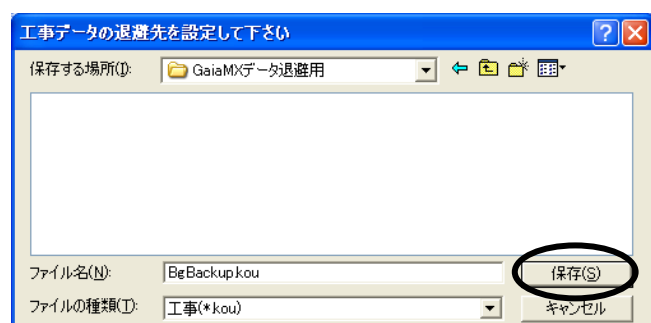 工事データの退避先を設定して下さい
保存する場所(I): GaiaMXデータ退避用
ファイル名(N): BgBackup.kou 保存(S)
ファイルの種類(T): 工事(*.kou) キャンセル